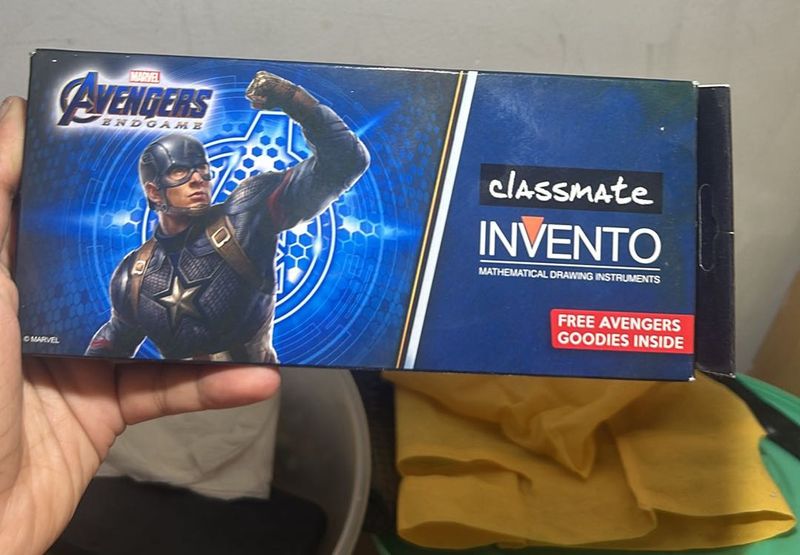 MARVEL
AVENGERS
ENDGAME
© MARVEL
classmate
INVENTO
MATHEMATICAL DRAWING INSTRUMENTS
FREE AVENGERS
GOODIES INSIDE